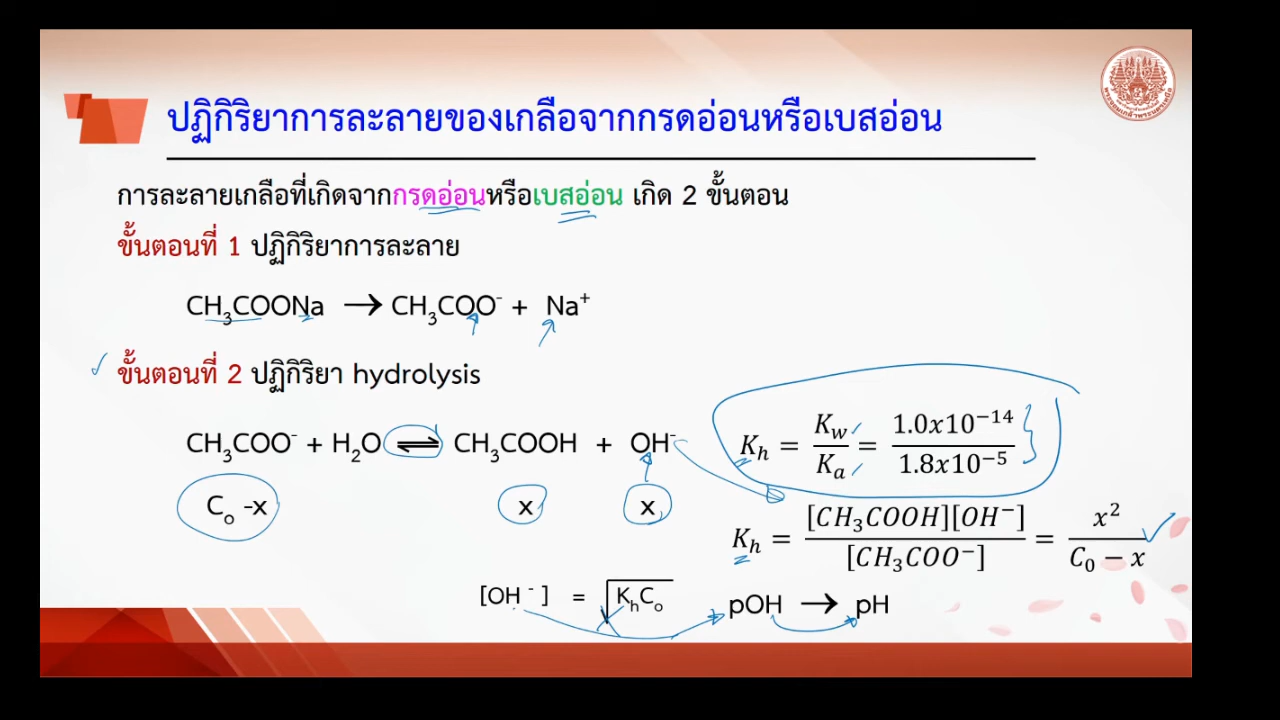 ปฏิกิริยาการละลายของเกลือจากกรดอ่อนหรือเบสอ่อน
การละลายเกลือที่เกิดจากกรดอ่อนหรือเบสอ่อน เกิด 2 ขั้นตอน
ขั้นตอนที่ 1 ปฏิกิริยาการละลาย
CH₃COONa → CH₃COO⁻ + Na⁺
ขั้นตอนที่ 2 ปฏิกิริยา hydrolysis
CH₃COO⁻ + H₂O ⇌ CH₃COOH + OH⁻
Kₕ = K_w / Kₐ = 1.0x10⁻¹⁴ / 1.8x10⁻⁵
Cₒ -x x x
Kₕ = [CH₃COOH][OH⁻] / [CH₃COO⁻] = x² / (C₀ − x)
[OH⁻] = √KₕCₒ pOH → pH